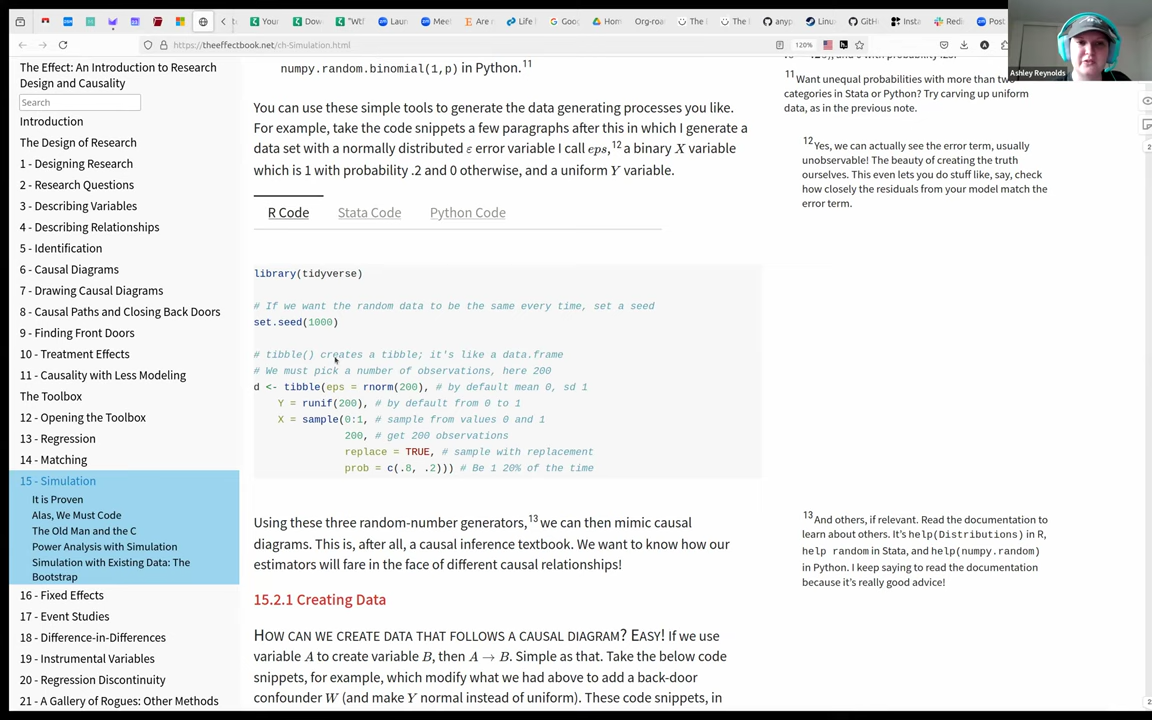 Your
Dow
"Wtf
Laun
Meet
Are r
Life
Goog
Hom
Org-roa
The L
The L
anyp
Linu
GitHu
Insta
Redi
Post
https://theeffectbook.net/ch-Simulation.html
120%
Ashley Reynolds
The Effect: An Introduction to Research
Design and Causality
Search
Introduction
The Design of Research
1 - Designing Research
2 - Research Questions
3 - Describing Variables
4 - Describing Relationships
5 - Identification
6 - Causal Diagrams
7 - Drawing Causal Diagrams
8 - Causal Paths and Closing Back Doors
9 - Finding Front Doors
10 - Treatment Effects
11 - Causality with Less Modeling
The Toolbox
12 - Opening the Toolbox
13 - Regression
14 - Matching
15 - Simulation
It is Proven
Alas, We Must Code
The Old Man and the C
Power Analysis with Simulation
Simulation with Existing Data: The
Bootstrap
16 - Fixed Effects
17 - Event Studies
18 - Difference-in-Differences
19 - Instrumental Variables
20 - Regression Discontinuity
21 - A Gallery of Rogues: Other Methods
numpy.random.binomial(1,p) in Python.11
You can use these simple tools to generate the data generating processes you like.
For example, take the code snippets a few paragraphs after this in which I generate a
data set with a normally distributed ε error variable I call eps,12 a binary X variable
which is 1 with probability .2 and 0 otherwise, and a uniform Y variable.
R Code
Stata Code
Python Code
library(tidyverse)
# If we want the random data to be the same every time, set a seed
set.seed(1000)
# tibble() creates a tibble; it's like a data.frame
# We must pick a number of observations, here 200
d <- tibble(eps = rnorm(200), # by default mean 0, sd 1
Y = runif(200), # by default from 0 to 1
X = sample(0:1, # sample from values 0 and 1
200, # get 200 observations
replace = TRUE, # sample with replacement
prob = c(.8, .2))) # Be 1 20% of the time
Using these three random-number generators,13 we can then mimic causal
diagrams. This is, after all, a causal inference textbook. We want to know how our
estimators will fare in the face of different causal relationships!
15.2.1 Creating Data
HOW CAN WE CREATE DATA THAT FOLLOWS A CAUSAL DIAGRAM? EASY! If we use
variable A to create variable B, then A → B. Simple as that. Take the below code
snippets, for example, which modify what we had above to add a back-door
confounder W (and make Y normal instead of uniform). These code snippets, in
11 Want unequal probabilities with more than two
categories in Stata or Python? Try carving up uniform
data, as in the previous note.
12 Yes, we can actually see the error term, usually
unobservable! The beauty of creating the truth
ourselves. This even lets you do stuff like, say, check
how closely the residuals from your model match the
error term.
13 And others, if relevant. Read the documentation to
learn about others. It's help(Distributions) in R,
help random in Stata, and help(numpy.random)
in Python. I keep saying to read the documentation
because it's really good advice!